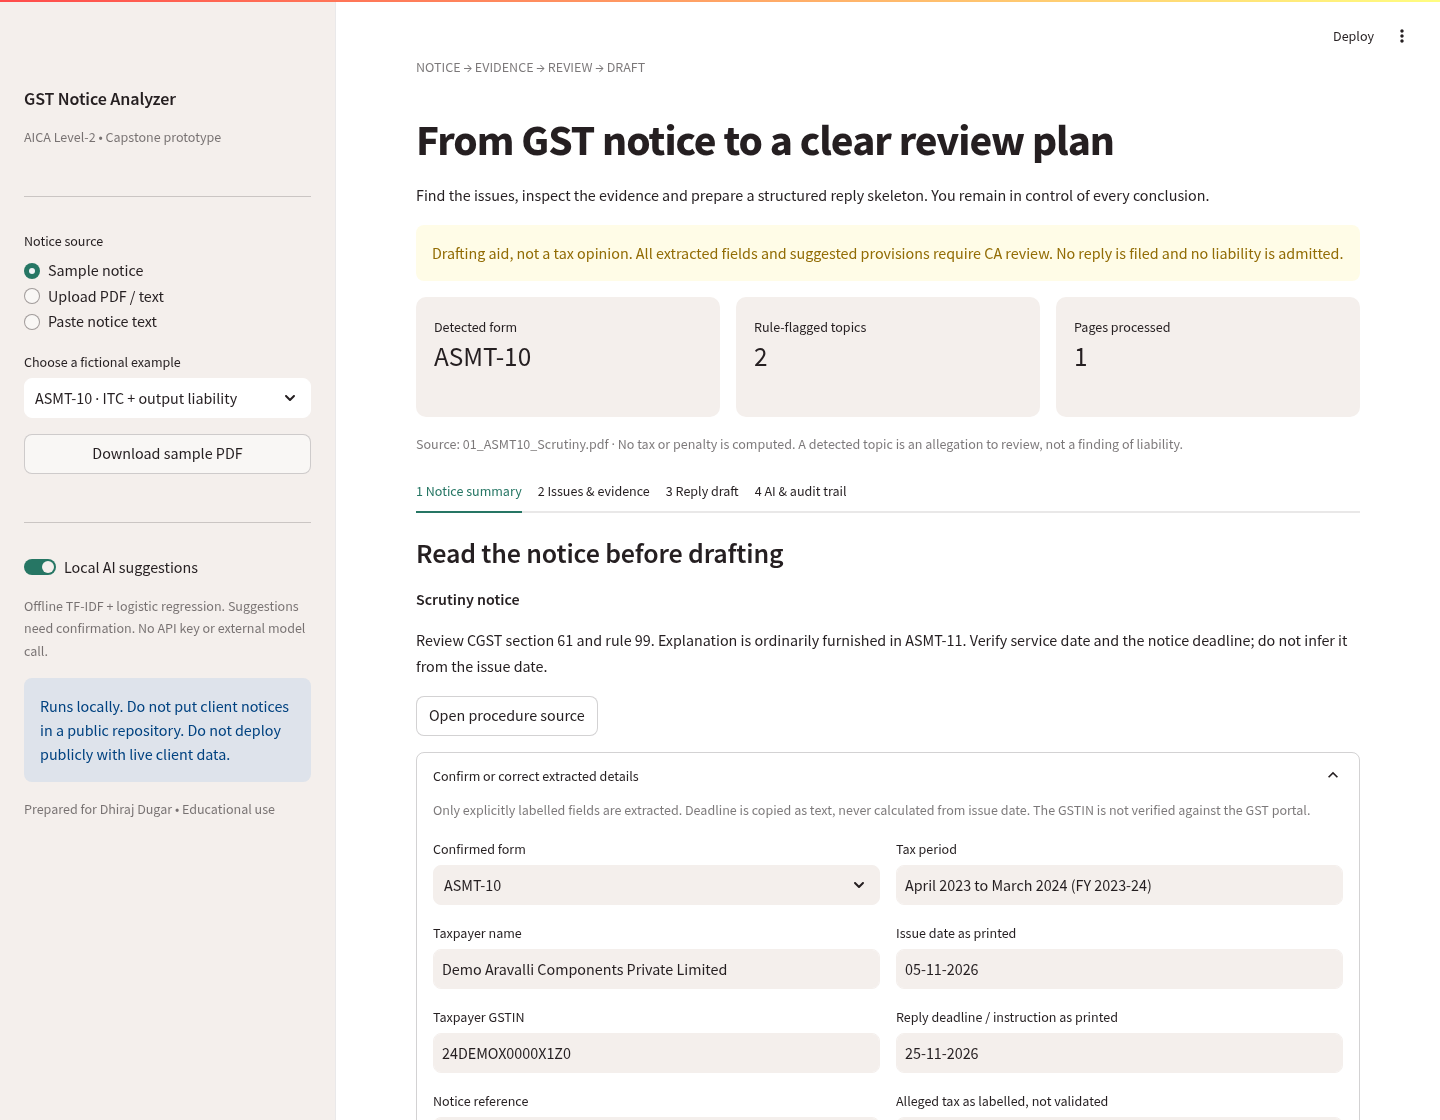 GST Notice Analyzer
AICA Level-2 • Capstone prototype
Notice source
Sample notice
Upload PDF / text
Paste notice text
Choose a fictional example
ASMT-10 · ITC + output liability
Download sample PDF
Local AI suggestions
Offline TF-IDF + logistic regression. Suggestions
need confirmation. No API key or external model
call.
Runs locally. Do not put client notices
in a public repository. Do not deploy
publicly with live client data.
Prepared for Dhiraj Dugar • Educational use
Deploy
NOTICE → EVIDENCE → REVIEW → DRAFT
From GST notice to a clear review plan
Find the issues, inspect the evidence and prepare a structured reply skeleton. You remain in control of every conclusion.
Drafting aid, not a tax opinion. All extracted fields and suggested provisions require CA review. No reply is filed and no liability is admitted.
Detected form
ASMT-10
Rule-flagged topics
2
Pages processed
1
Source: 01_ASMT10_Scrutiny.pdf · No tax or penalty is computed. A detected topic is an allegation to review, not a finding of liability.
1 Notice summary
2 Issues & evidence
3 Reply draft
4 AI & audit trail
Read the notice before drafting
Scrutiny notice
Review CGST section 61 and rule 99. Explanation is ordinarily furnished in ASMT-11. Verify service date and the notice deadline; do not infer it
from the issue date.
Open procedure source
Confirm or correct extracted details
Only explicitly labelled fields are extracted. Deadline is copied as text, never calculated from issue date. The GSTIN is not verified against the GST portal.
Confirmed form
ASMT-10
Tax period
April 2023 to March 2024 (FY 2023-24)
Taxpayer name
Demo Aravalli Components Private Limited
Issue date as printed
05-11-2026
Taxpayer GSTIN
24DEMOX0000X1Z0
Reply deadline / instruction as printed
25-11-2026
Notice reference
Alleged tax as labelled, not validated